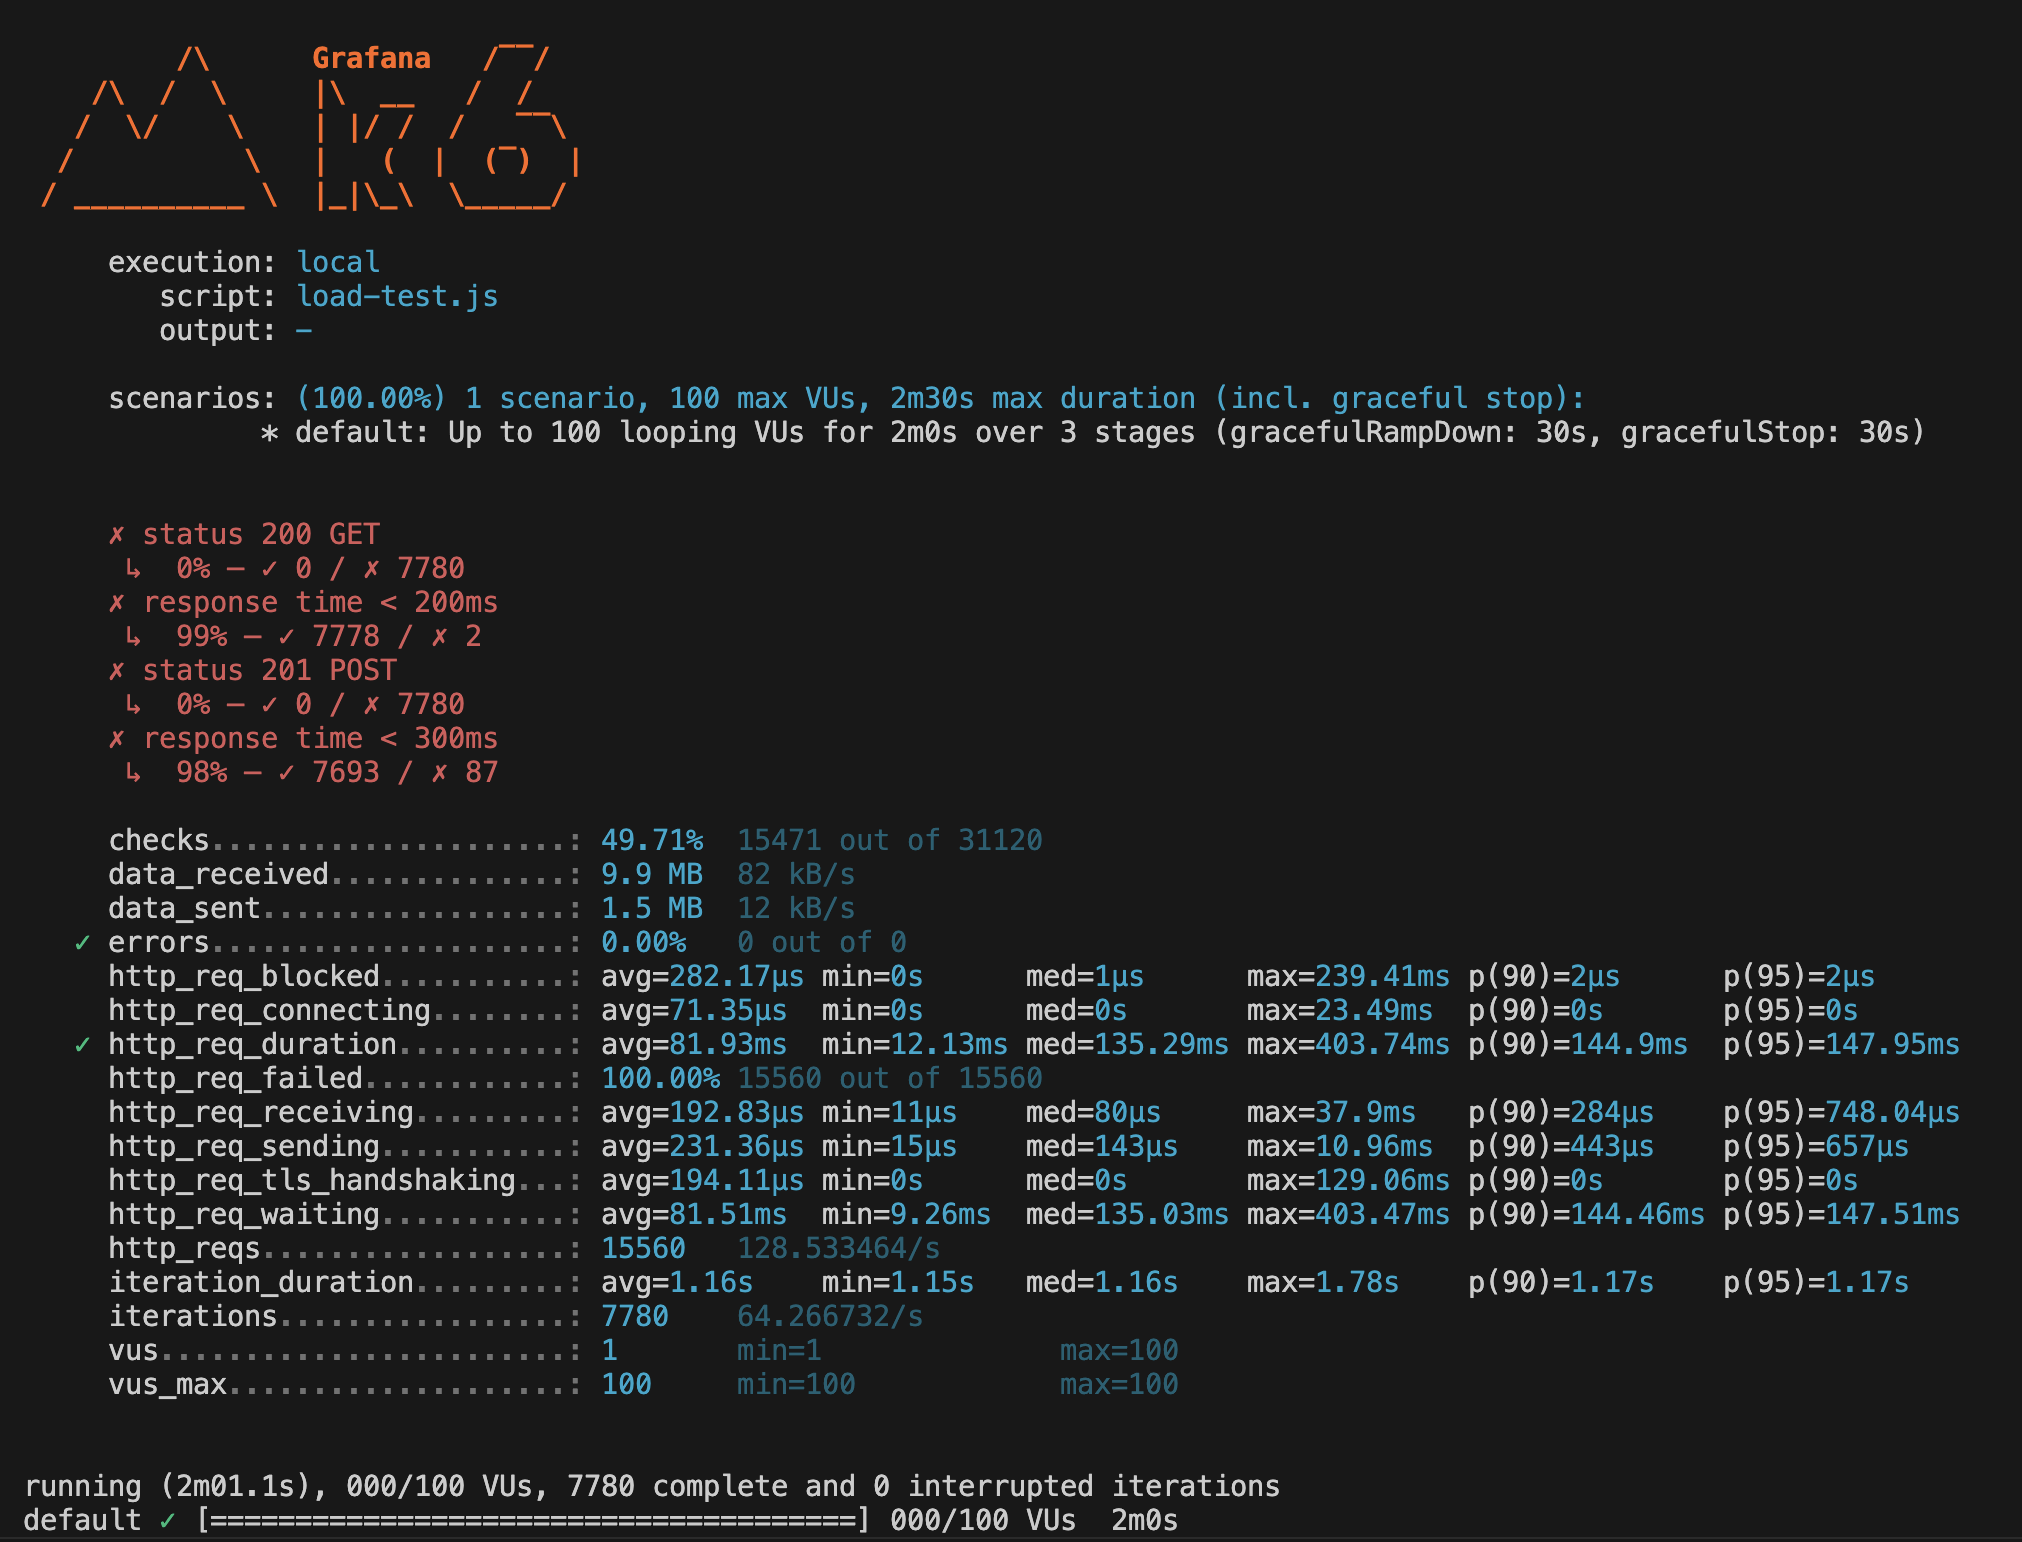 Grafana
execution: local
script: load-test.js
output: -
scenarios: (100.00%) 1 scenario, 100 max VUs, 2m30s max duration (incl. graceful stop):
* default: Up to 100 looping VUs for 2m0s over 3 stages (gracefulRampDown: 30s, gracefulStop: 30s)
✗ status 200 GET
↳  0% — ✓ 0 / ✗ 7780
✗ response time < 200ms
↳  99% — ✓ 7778 / ✗ 2
✗ status 201 POST
↳  0% — ✓ 0 / ✗ 7780
✗ response time < 300ms
↳  98% — ✓ 7693 / ✗ 87
checks.....................: 49.71%  15471 out of 31120
data_received..............: 9.9 MB  82 kB/s
data_sent..................: 1.5 MB  12 kB/s
✓ errors.....................: 0.00%   0 out of 0
http_req_blocked...........: avg=282.17µs min=0s      med=1µs      max=239.41ms p(90)=2µs      p(95)=2µs
http_req_connecting........: avg=71.35µs  min=0s      med=0s       max=23.49ms  p(90)=0s       p(95)=0s
✓ http_req_duration..........: avg=81.93ms  min=12.13ms med=135.29ms max=403.74ms p(90)=144.9ms  p(95)=147.95ms
http_req_failed............: 100.00% 15560 out of 15560
http_req_receiving.........: avg=192.83µs min=11µs    med=80µs     max=37.9ms   p(90)=284µs    p(95)=748.04µs
http_req_sending...........: avg=231.36µs min=15µs    med=143µs    max=10.96ms  p(90)=443µs    p(95)=657µs
http_req_tls_handshaking...: avg=194.11µs min=0s      med=0s       max=129.06ms p(90)=0s       p(95)=0s
http_req_waiting...........: avg=81.51ms  min=9.26ms  med=135.03ms max=403.47ms p(90)=144.46ms p(95)=147.51ms
http_reqs..................: 15560   128.533464/s
iteration_duration.........: avg=1.16s    min=1.15s   med=1.16s    max=1.78s    p(90)=1.17s    p(95)=1.17s
iterations.................: 7780    64.266732/s
vus........................: 1       min=1              max=100
vus_max....................: 100     min=100            max=100
running (2m01.1s), 000/100 VUs, 7780 complete and 0 interrupted iterations
default ✓ [======================================] 000/100 VUs  2m0s